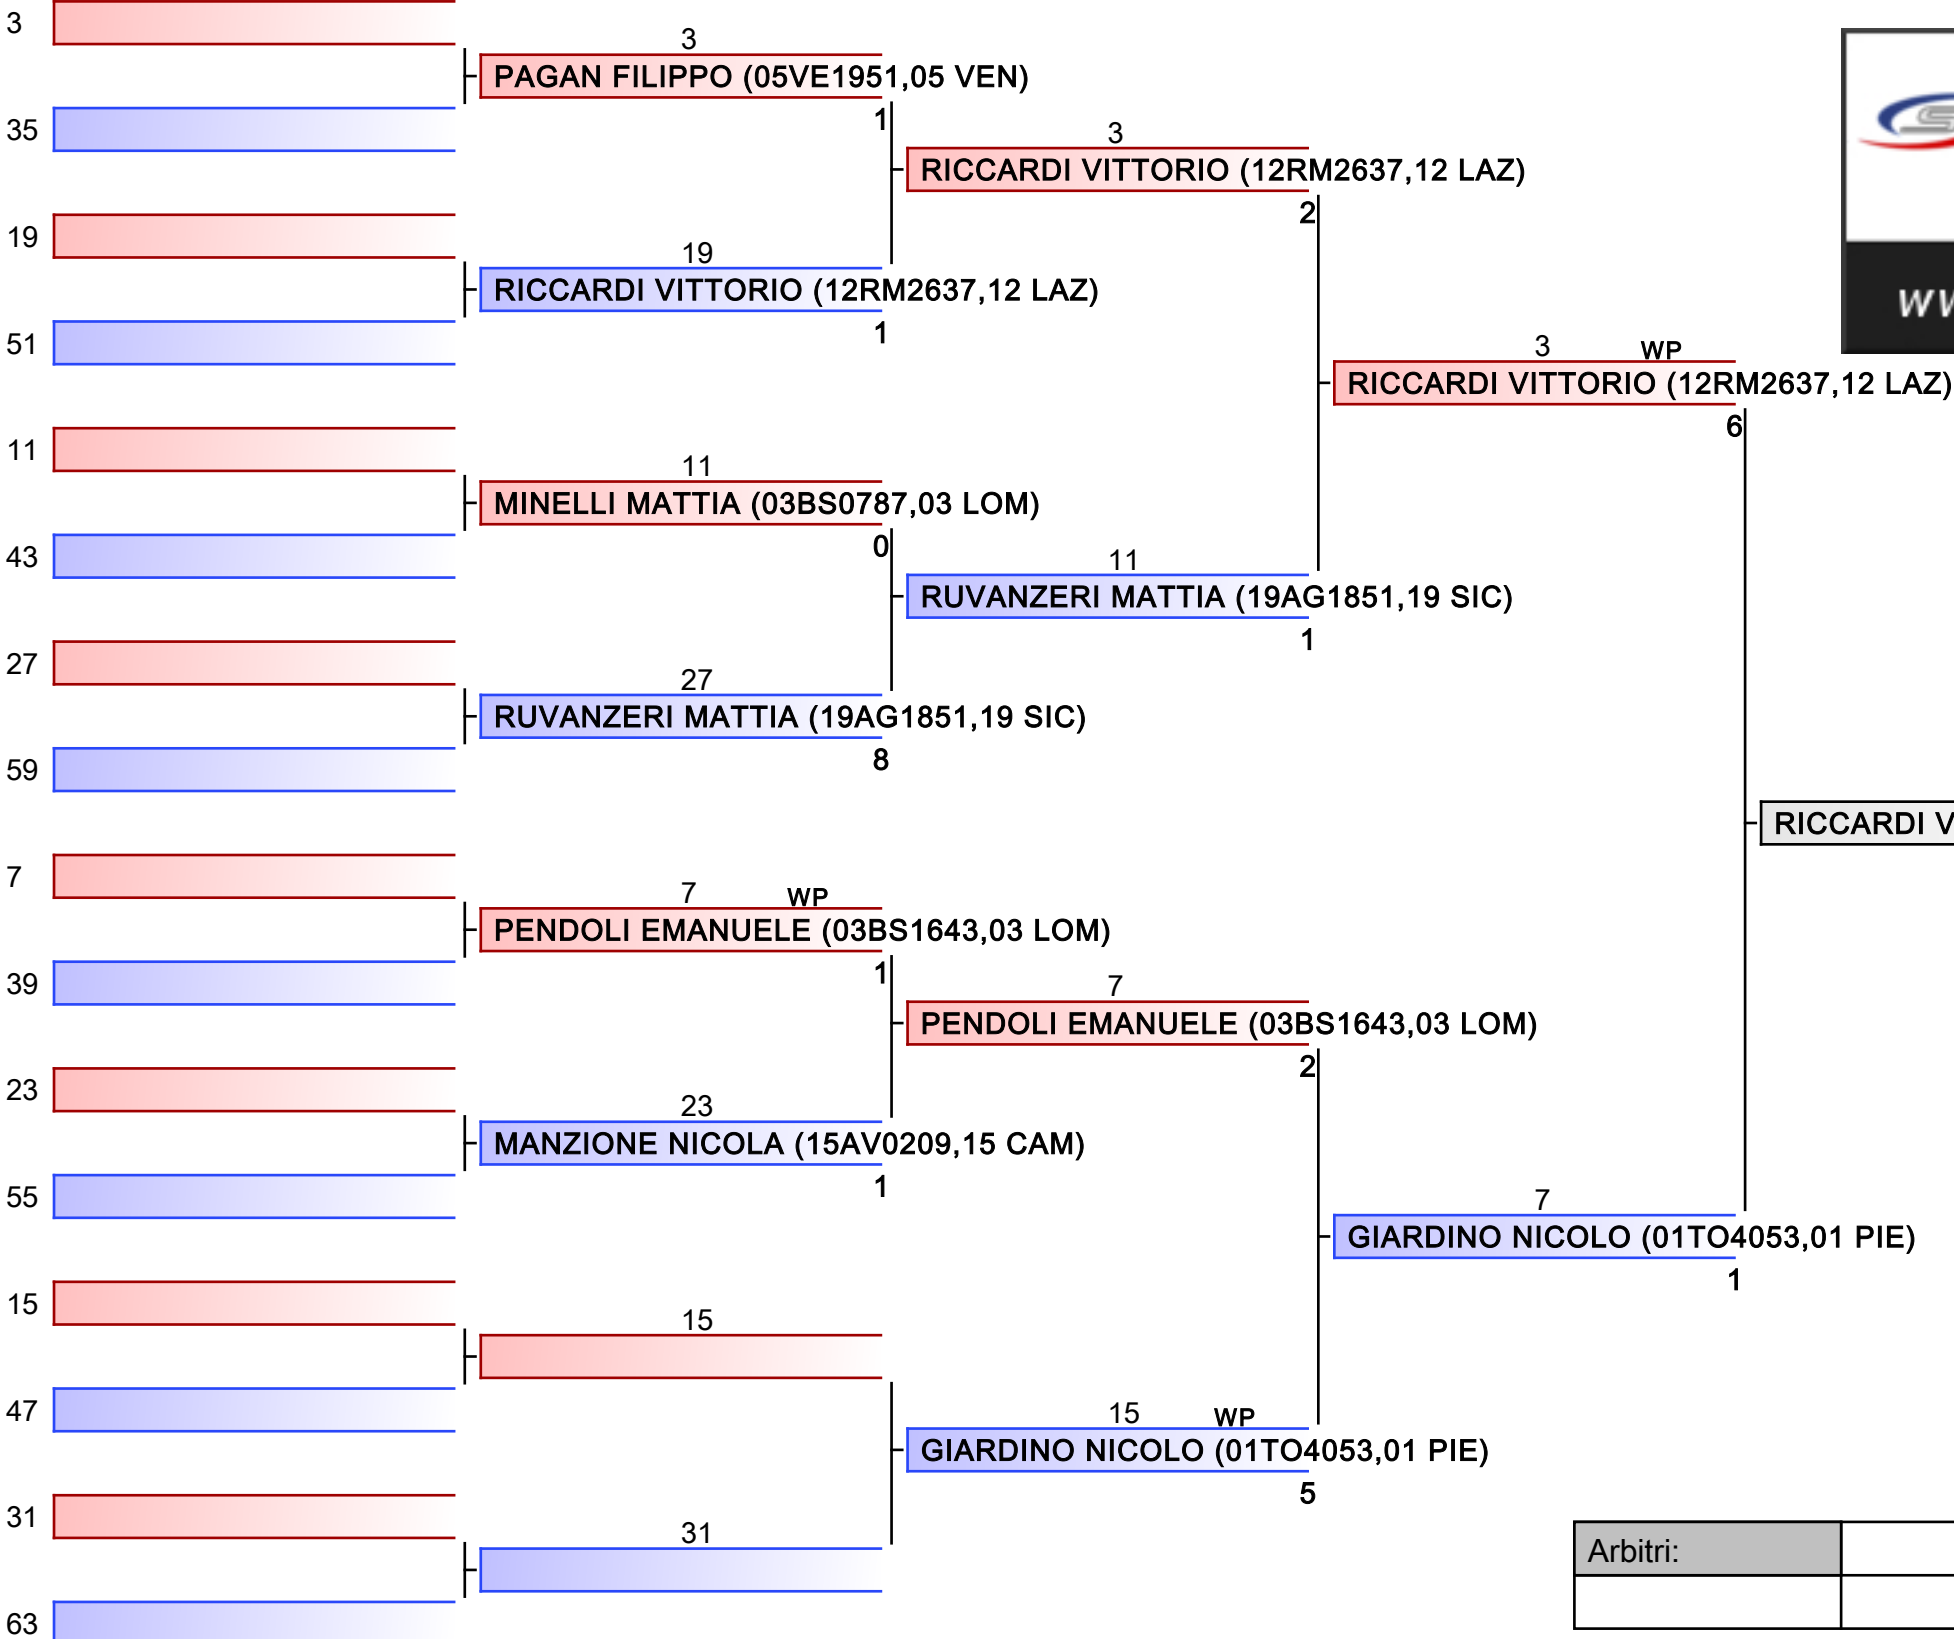 3
3
PAGAN FILIPPO (05VE1951,05 VEN)
1
35
3
RICCARDI VITTORIO (12RM2637,12 LAZ)
2
19
19
RICCARDI VITTORIO (12RM2637,12 LAZ)
1
51
3 WP
RICCARDI VITTORIO (12RM2637,12 LAZ)
6
11
11
MINELLI MATTIA (03BS0787,03 LOM)
0
43
11
RUVANZERI MATTIA (19AG1851,19 SIC)
1
27
27
RUVANZERI MATTIA (19AG1851,19 SIC)
8
59
RICCARDI V
7
7 WP
PENDOLI EMANUELE (03BS1643,03 LOM)
1
39
7
PENDOLI EMANUELE (03BS1643,03 LOM)
2
23
23
MANZIONE NICOLA (15AV0209,15 CAM)
1
55
7
GIARDINO NICOLO (01TO4053,01 PIE)
1
15
15
47
15 WP
GIARDINO NICOLO (01TO4053,01 PIE)
5
31
31
63
Arbitri: